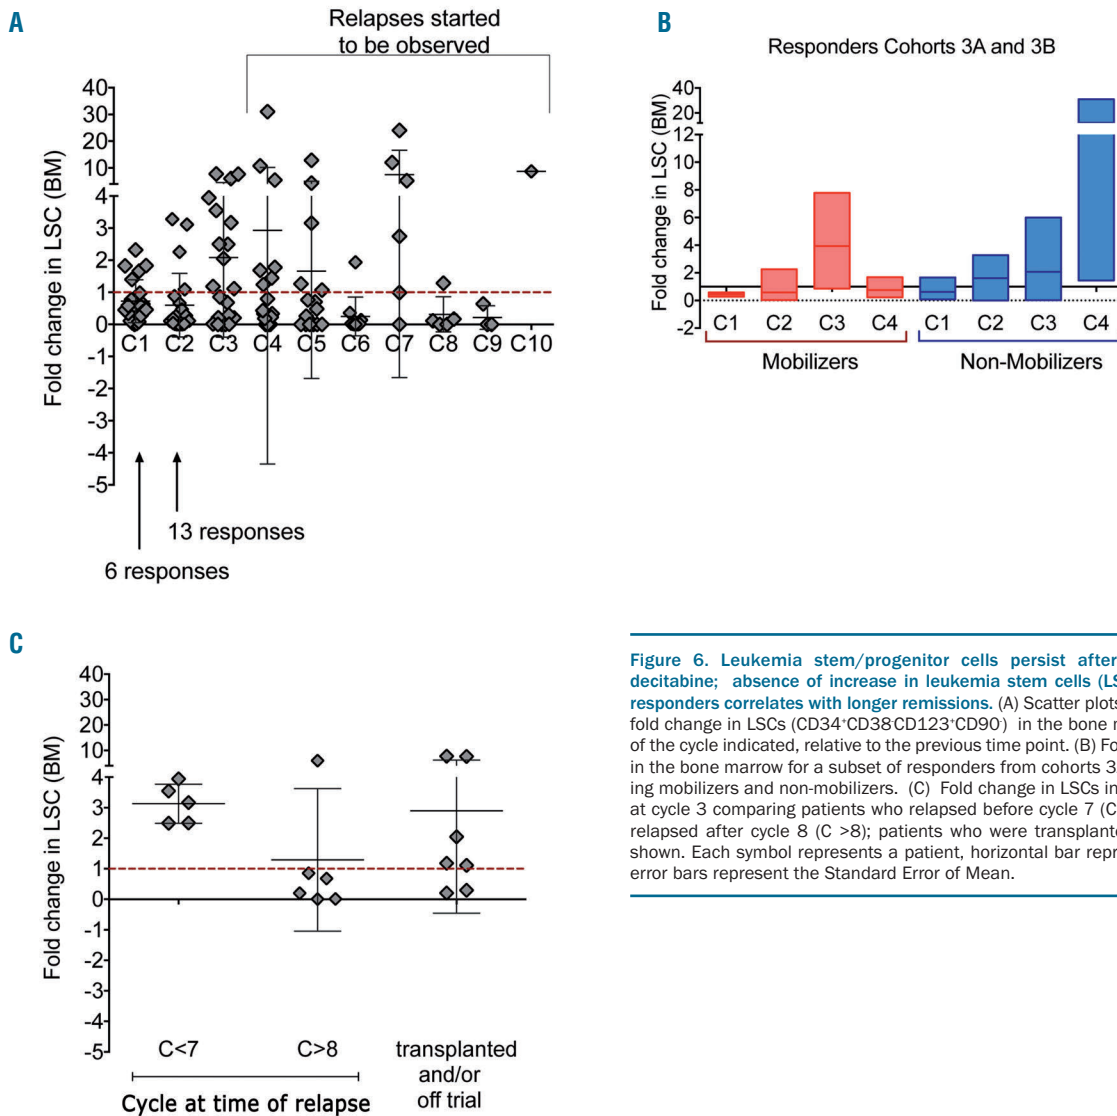 A
Relapses started
to be observed
Fold change in LSC (BM)
40
30
20
10
4
3
2
1
0
-1
-2
-3
-4
-5
C1 C2 C3 C4 C5 C6 C7 C8 C9 C10
13 responses
6 responses
B
Responders Cohorts 3A and 3B
Fold change in LSC (BM)
40
20
12
10
8
6
4
2
0
-2
C1 C2 C3 C4 C1 C2 C3 C4
Mobilizers Non-Mobilizers
C
Fold change in LSC (BM)
40
30
20
10
4
3
2
1
0
-1
-2
-3
-4
-5
C<7 C>8 transplanted
and/or
off trial
Cycle at time of relapse
Figure 6. Leukemia stem/progenitor cells persist after
decitabine; absence of increase in leukemia stem cells (LS
responders correlates with longer remissions. (A) Scatter plots
fold change in LSCs (CD34⁺CD38⁻CD123⁺CD90⁻) in the bone
of the cycle indicated, relative to the previous time point. (B) Fo
in the bone marrow for a subset of responders from cohorts 3
ing mobilizers and non-mobilizers. (C) Fold change in LSCs in
at cycle 3 comparing patients who relapsed before cycle 7 (C
relapsed after cycle 8 (C >8); patients who were transplante
shown. Each symbol represents a patient, horizontal bar repr
error bars represent the Standard Error of Mean.